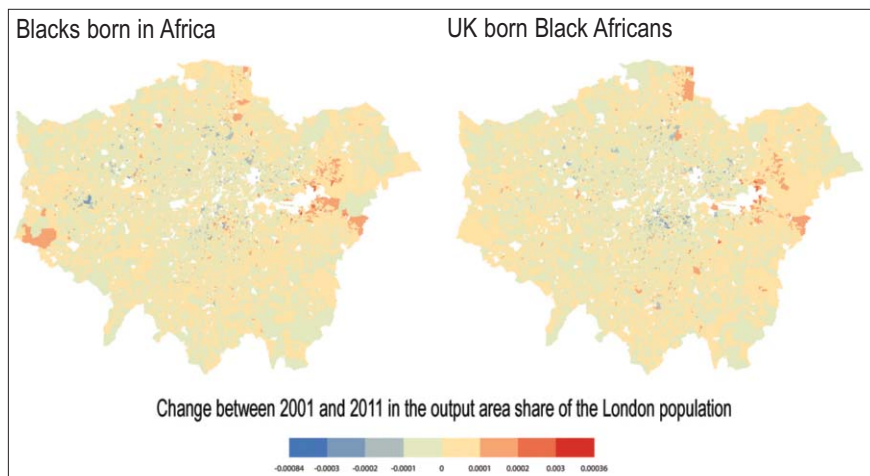 Blacks born in Africa
UK born Black Africans
Change between 2001 and 2011 in the output area share of the London population
-0.00084 -0.0003 -0.0002 -0.0001 0 0.0001 0.0002 0.003 0.00036